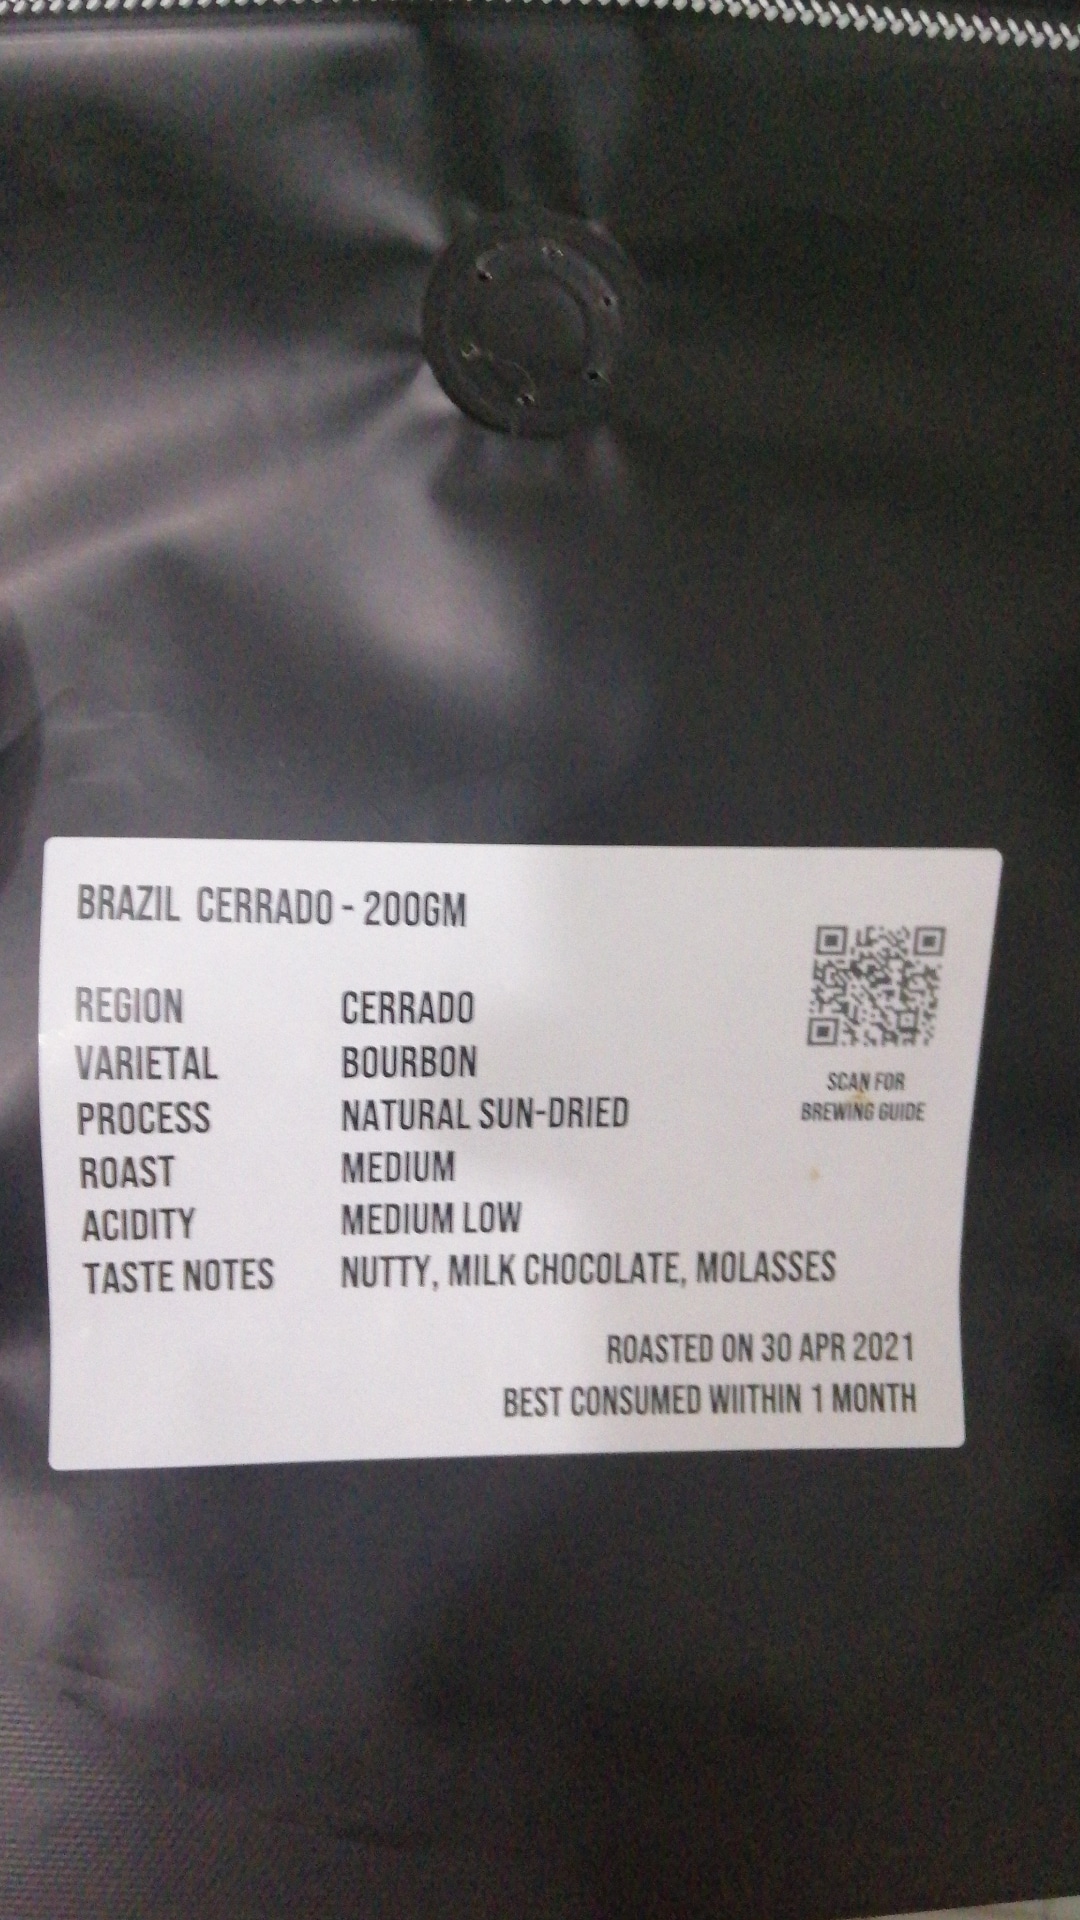 BRAZIL CERRADO - 200GM
REGION CERRADO
VARIETAL BOURBON
PROCESS NATURAL SUN-DRIED
ROAST MEDIUM
ACIDITY MEDIUM LOW
TASTE NOTES NUTTY, MILK CHOCOLATE, MOLASSES
SCAN FOR
BREWING GUIDE
ROASTED ON 30 APR 2021
BEST CONSUMED WIITHIN 1 MONTH